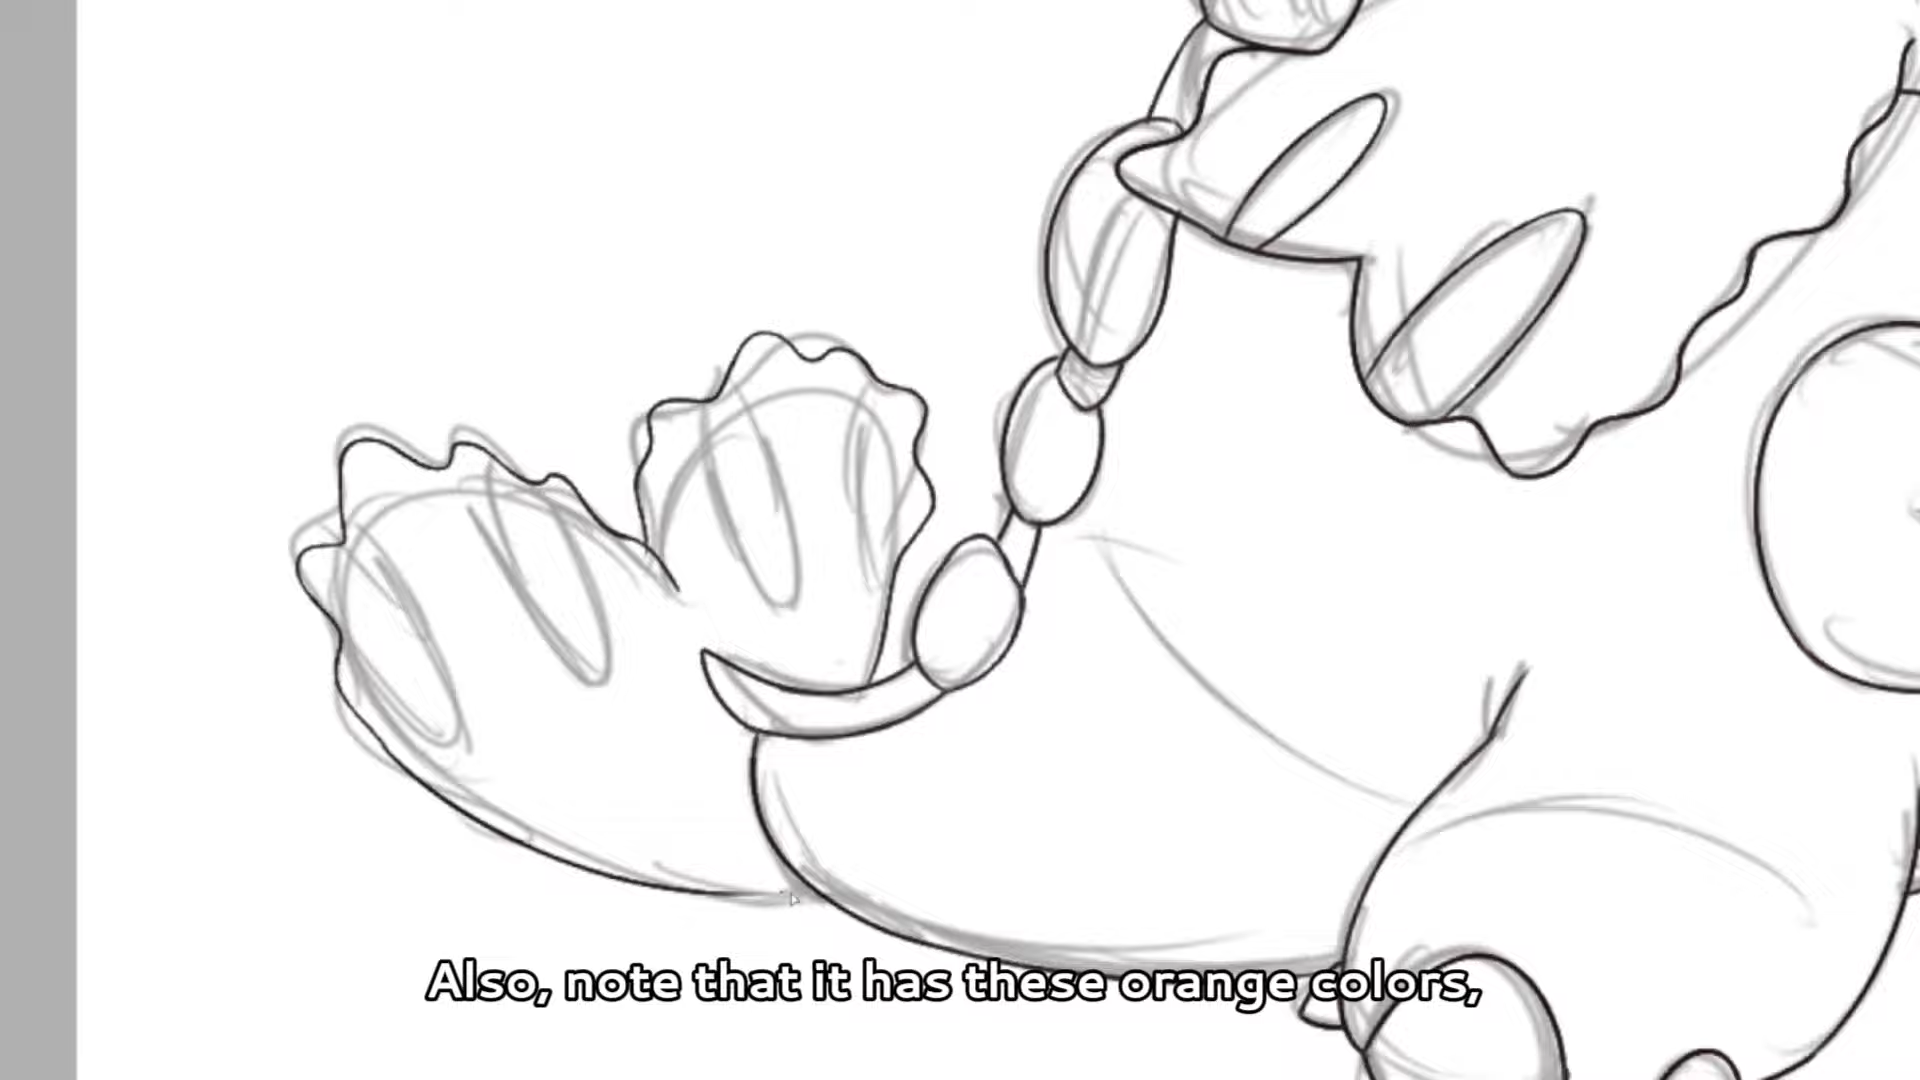 Also, note that it has these orange colors,